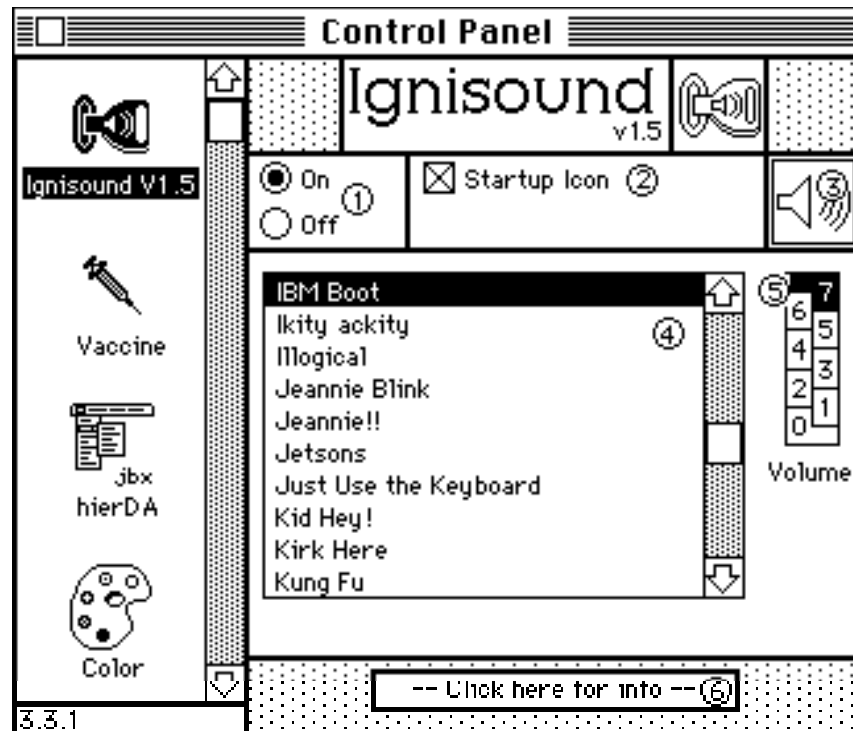 Control Panel
Ignisound V1.5
Vaccine
jbx
hierDA
Color
3.3.1
Ignisound
v1.5
On ①
Off
Startup Icon ②
③
IBM Boot
Ikity ackity ④
Illogical
Jeannie Blink
Jeannie!!
Jetsons
Just Use the Keyboard
Kid Hey!
Kirk Here
Kung Fu
⑤ 7
6
5
4
3
2
1
0
Volume
-- Click here for info -- ⑥